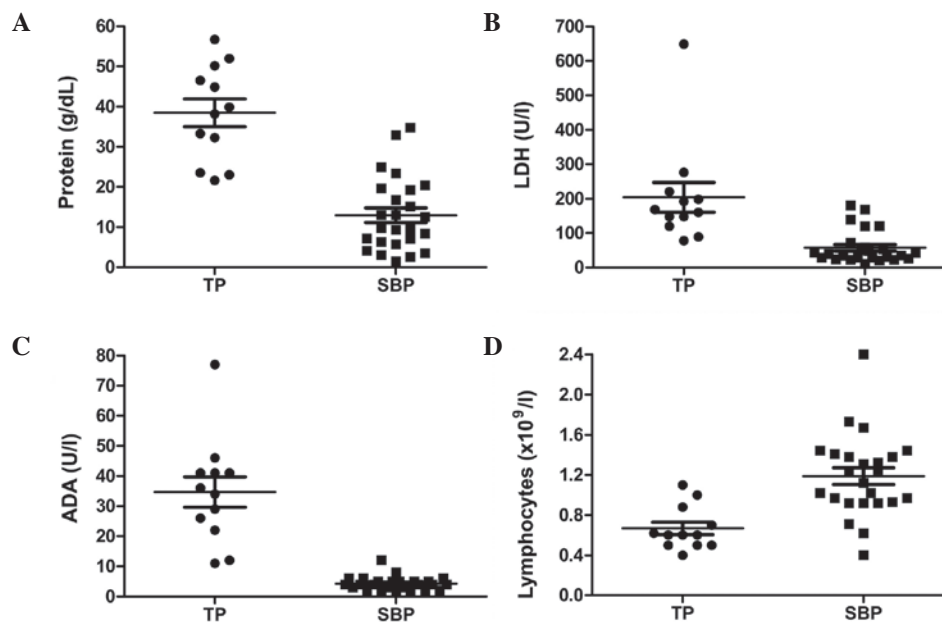 A
Protein (g/dL)
60
50
40
30
20
10
0
TP
SBP
B
LDH (U/l)
700
600
500
400
300
200
100
0
TP
SBP
C
ADA (U/l)
80
70
60
50
40
30
20
10
0
TP
SBP
D
Lymphocytes (x10⁹/l)
2.4
2.0
1.6
1.2
0.8
0.4
0.0
TP
SBP